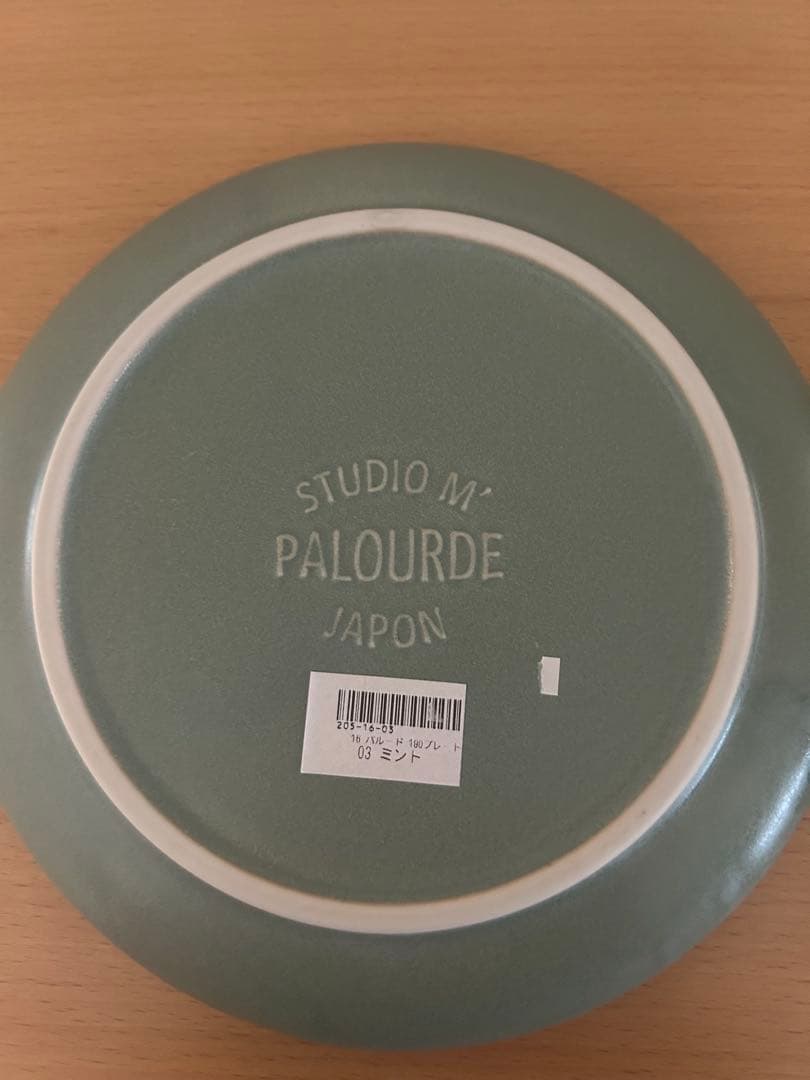 STUDIO M'
PALOURDE
JAPON
205-16-03
16 パルード 190プレート
03 ミント